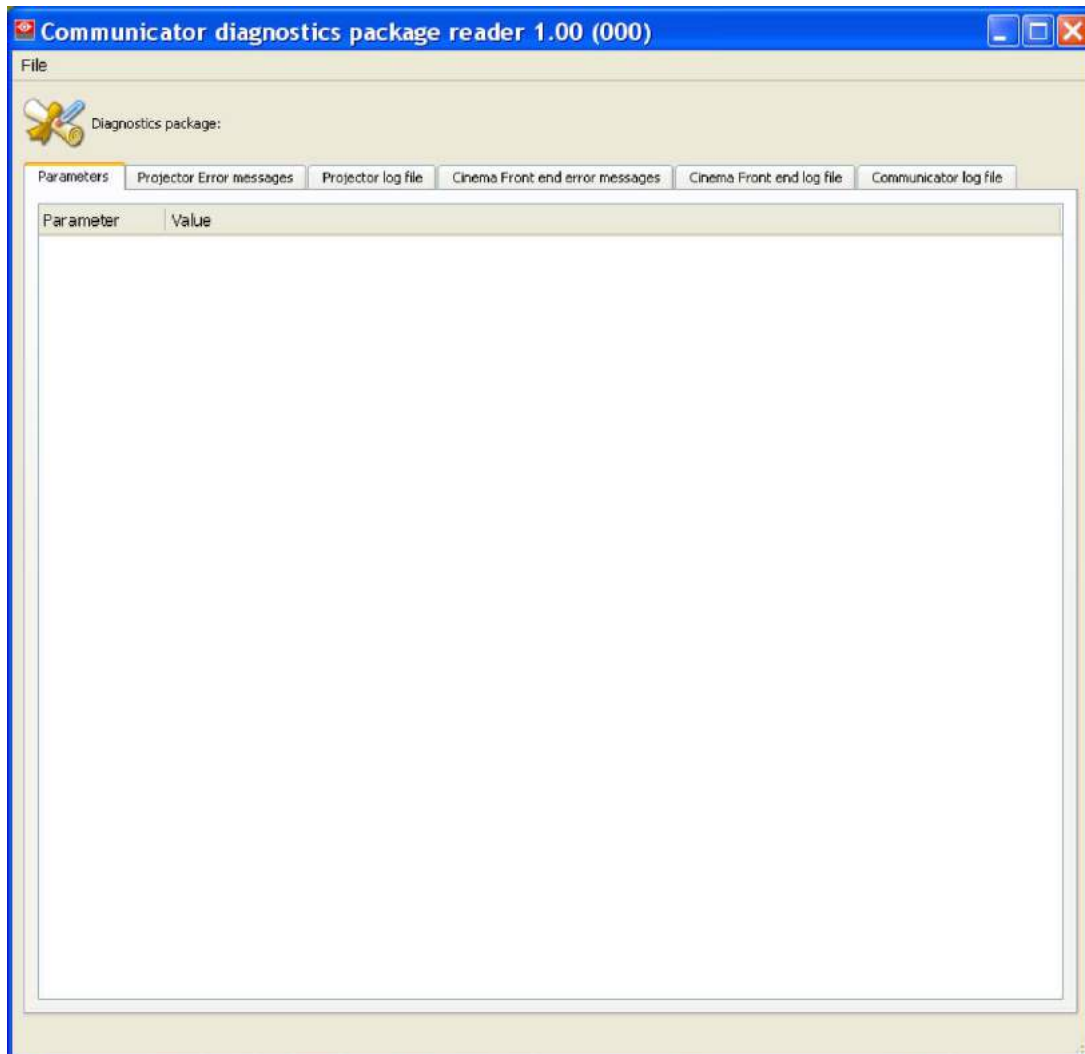 Communicator diagnostics package reader 1.00 (000)
File
Diagnostics package:
Parameters Projector Error messages Projector log file Cinema Front end error messages Cinema Front end log file Communicator log file
Parameter Value